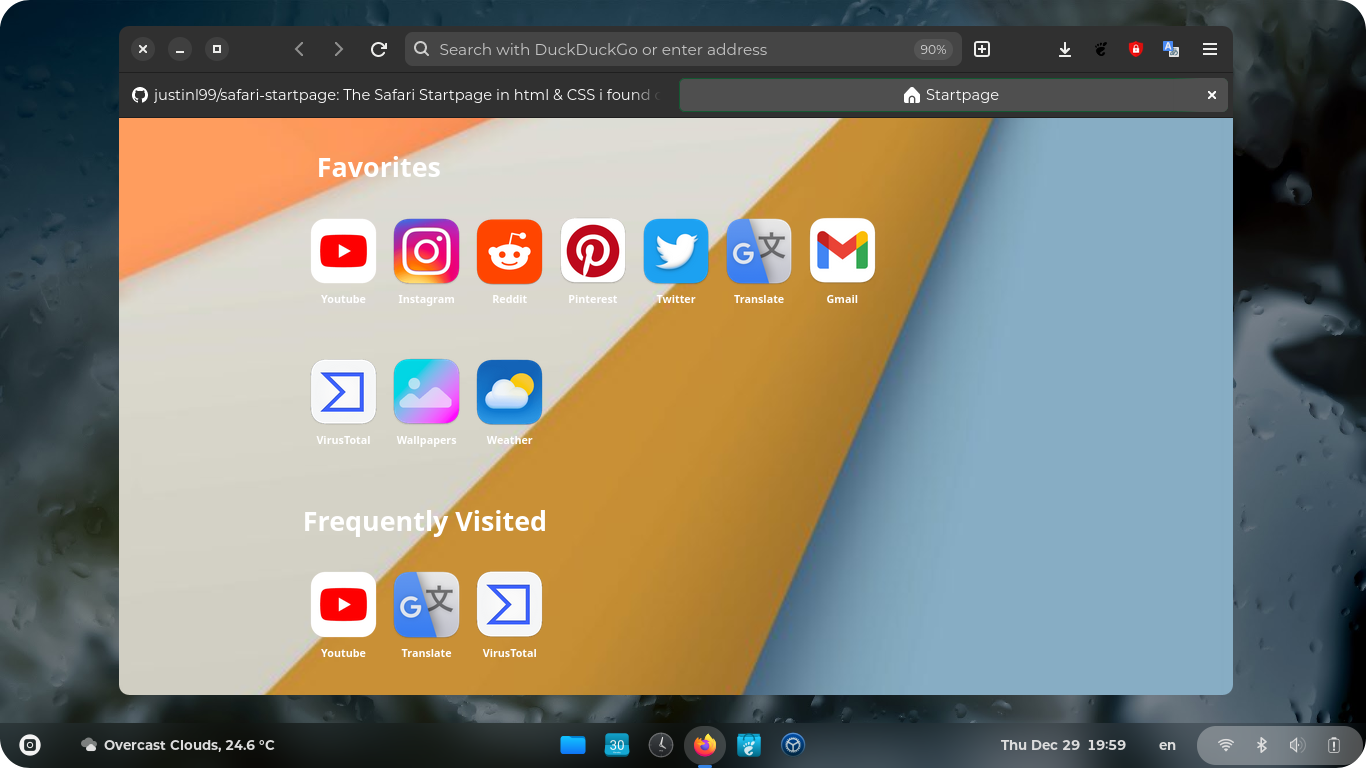 Search with DuckDuckGo or enter address 90%
justinl99/safari-startpage: The Safari Startpage in html & CSS i found
Startpage
Favorites
Youtube Instagram Reddit Pinterest Twitter Translate Gmail
VirusTotal Wallpapers Weather
Frequently Visited
Youtube Translate VirusTotal
Overcast Clouds, 24.6 °C
30
Thu Dec 29 19:59
en